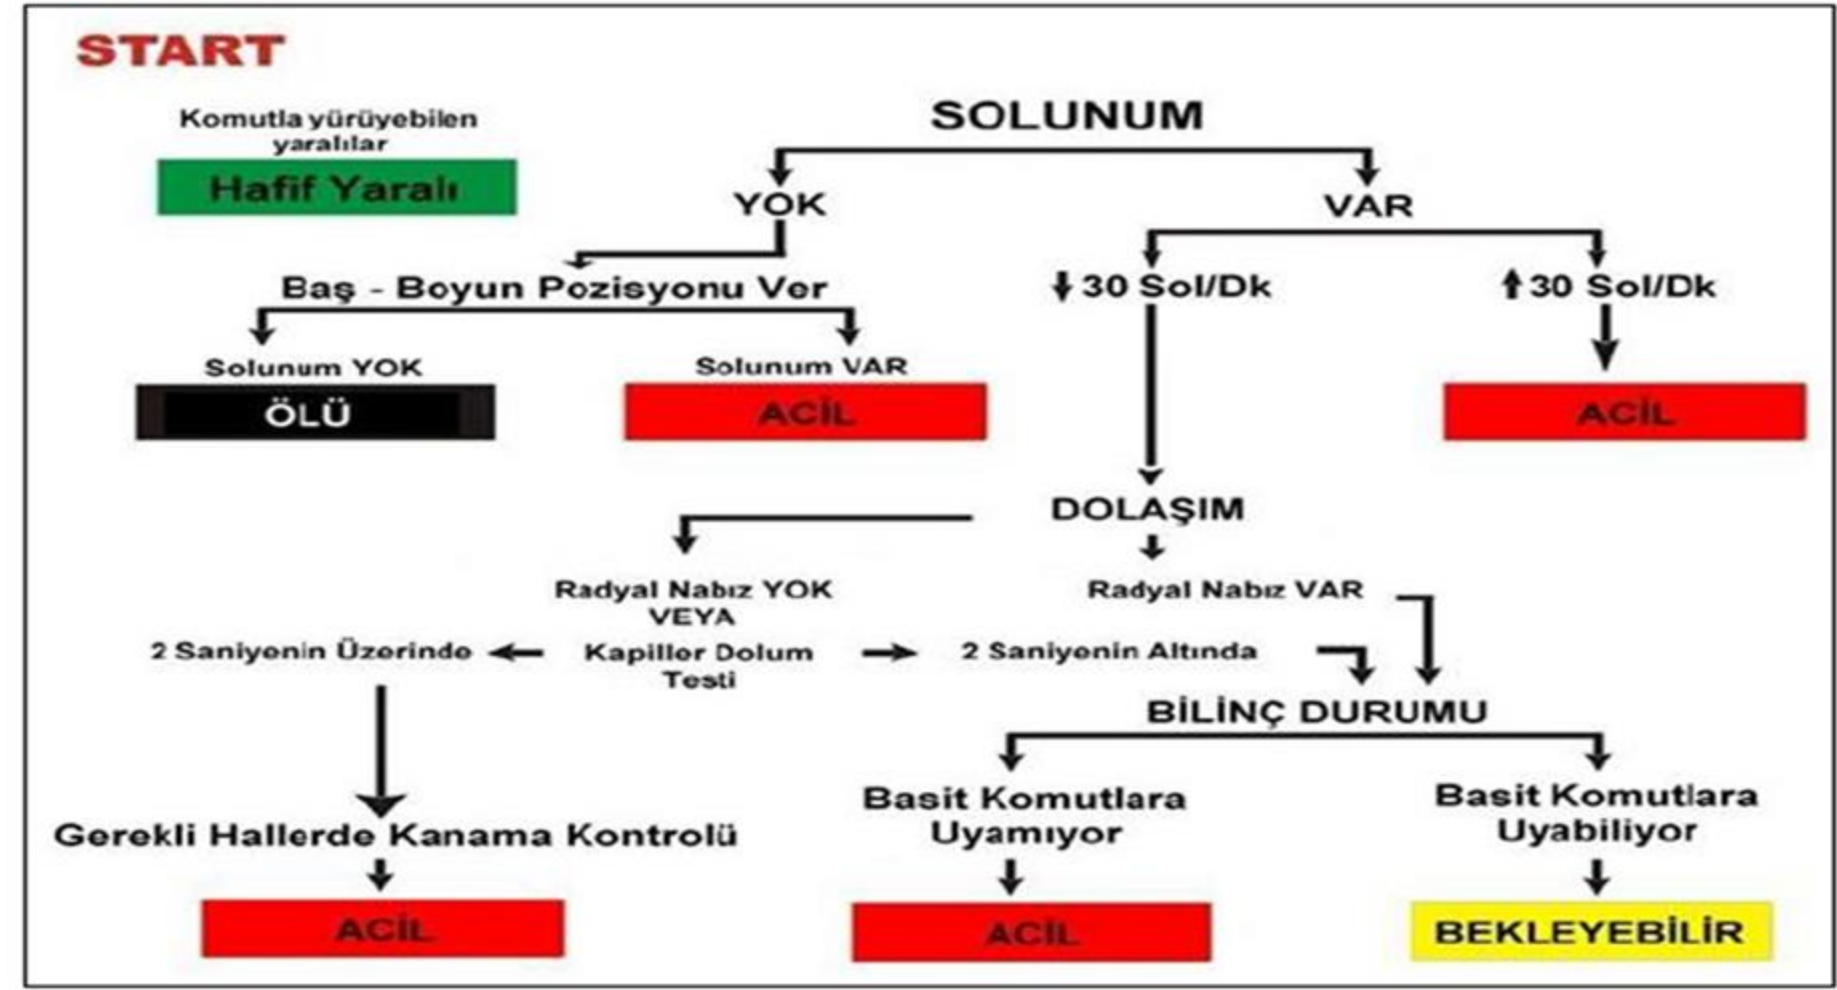 START
Komutla yürüyebilen
yaralılar
Hafif Yaralı
SOLUNUM
YOK
VAR
Baş - Boyun Pozisyonu Ver
30 Sol/Dk
30 Sol/Dk
Solunum YOK
Solunum VAR
ÖLÜ
ACİL
ACİL
DOLAŞIM
Radyal Nabız YOK
VEYA
Radyal Nabız VAR
2 Saniyenin Üzerinde
Kapiller Dolum
Testi
2 Saniyenin Altında
BİLİNÇ DURUMU
Gerekli Hallerde Kanama Kontrolü
Basit Komutlara
Uyamıyor
Basit Komutlara
Uyabiliyor
ACİL
ACİL
BEKLEYEBİLİR